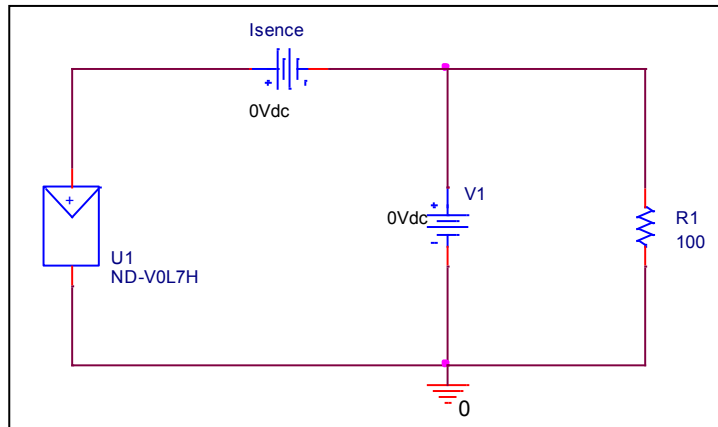 Isence
+
0Vdc
+
U1
ND-V0L7H
+
V1
0Vdc
-
R1
100
0